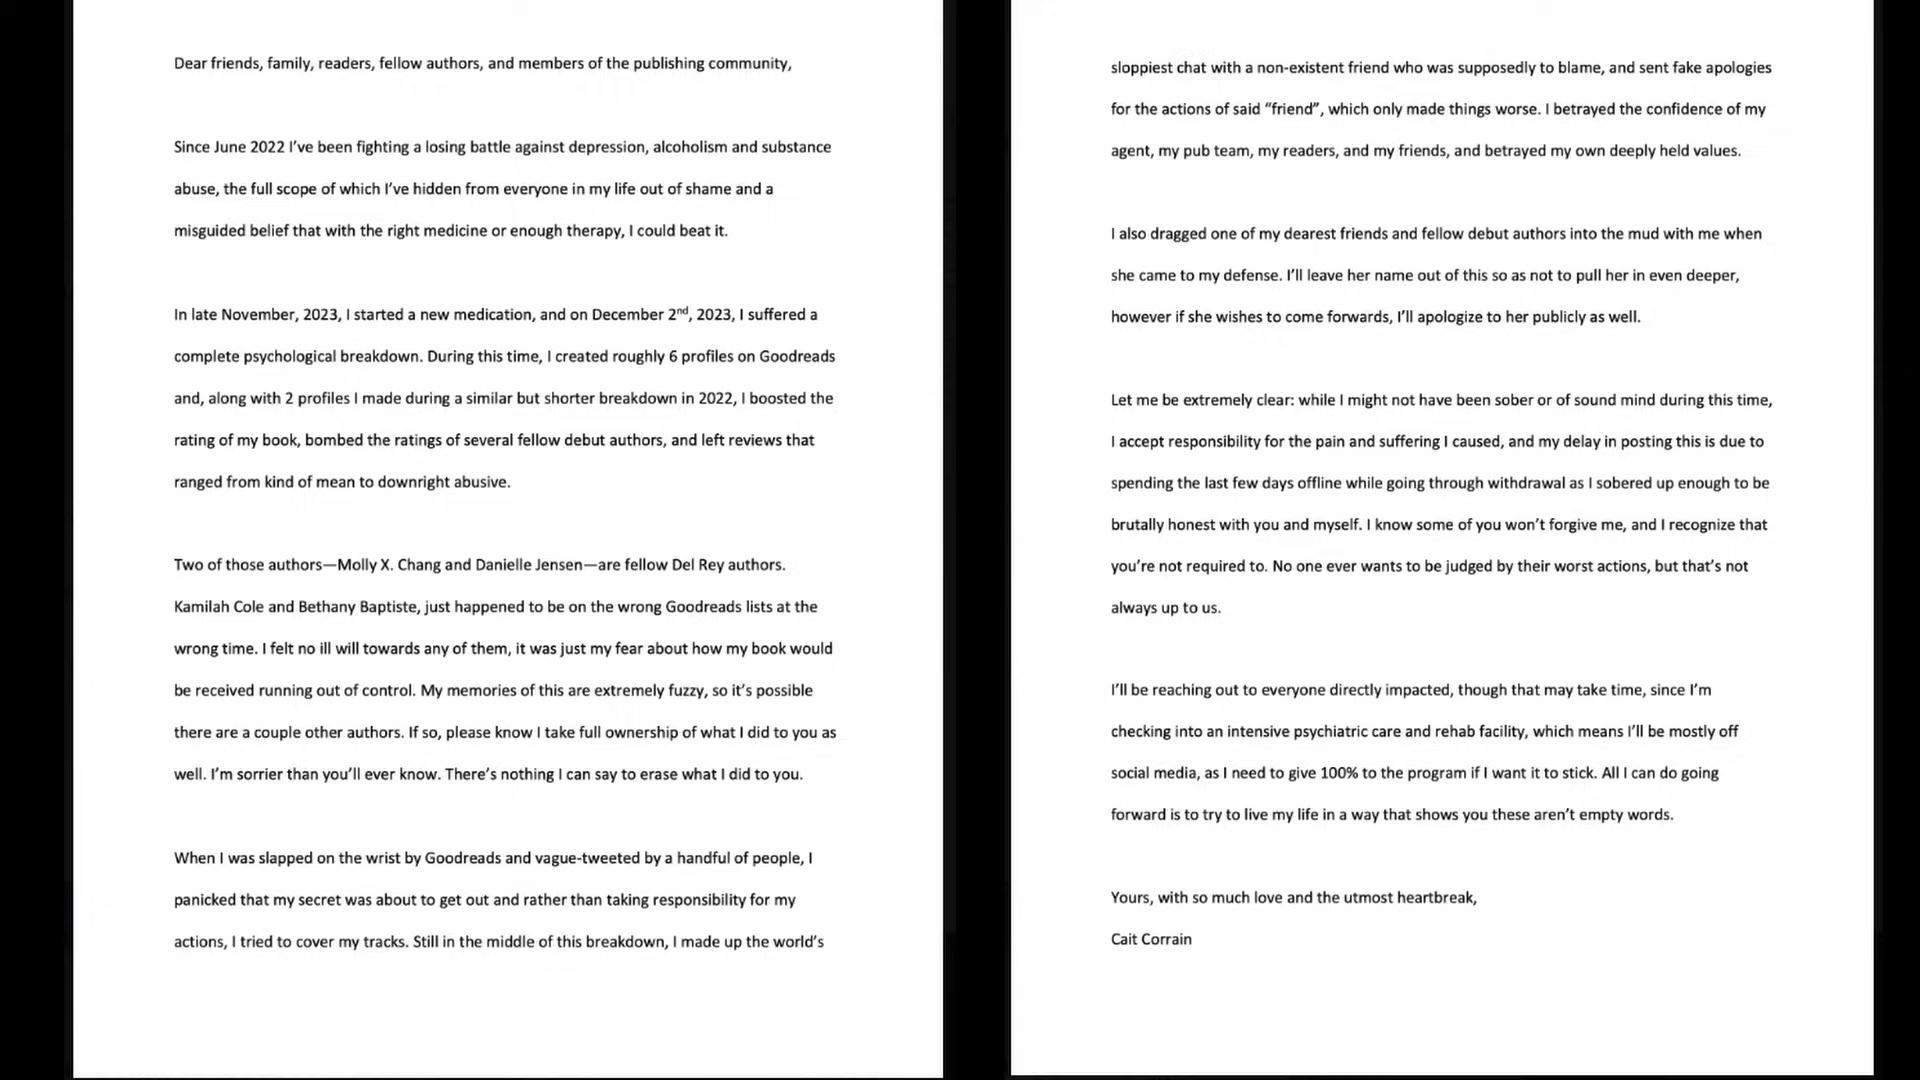 Dear friends, family, readers, fellow authors, and members of the publishing community,
Since June 2022 I’ve been fighting a losing battle against depression, alcoholism and substance
abuse, the full scope of which I’ve hidden from everyone in my life out of shame and a
misguided belief that with the right medicine or enough therapy, I could beat it.
In late November, 2023, I started a new medication, and on December 2nd, 2023, I suffered a
complete psychological breakdown. During this time, I created roughly 6 profiles on Goodreads
and, along with 2 profiles I made during a similar but shorter breakdown in 2022, I boosted the
rating of my book, bombed the ratings of several fellow debut authors, and left reviews that
ranged from kind of mean to downright abusive.
Two of those authors—Molly X. Chang and Danielle Jensen—are fellow Del Rey authors.
Kamilah Cole and Bethany Baptiste, just happened to be on the wrong Goodreads lists at the
wrong time. I felt no ill will towards any of them, it was just my fear about how my book would
be received running out of control. My memories of this are extremely fuzzy, so it’s possible
there are a couple other authors. If so, please know I take full ownership of what I did to you as
well. I’m sorrier than you’ll ever know. There’s nothing I can say to erase what I did to you.
When I was slapped on the wrist by Goodreads and vague-tweeted by a handful of people, I
panicked that my secret was about to get out and rather than taking responsibility for my
actions, I tried to cover my tracks. Still in the middle of this breakdown, I made up the world’s
sloppiest chat with a non-existent friend who was supposedly to blame, and sent fake apologies
for the actions of said “friend”, which only made things worse. I betrayed the confidence of my
agent, my pub team, my readers, and my friends, and betrayed my own deeply held values.
I also dragged one of my dearest friends and fellow debut authors into the mud with me when
she came to my defense. I’ll leave her name out of this so as not to pull her in even deeper,
however if she wishes to come forwards, I’ll apologize to her publicly as well.
Let me be extremely clear: while I might not have been sober or of sound mind during this time,
I accept responsibility for the pain and suffering I caused, and my delay in posting this is due to
spending the last few days offline while going through withdrawal as I sobered up enough to be
brutally honest with you and myself. I know some of you won’t forgive me, and I recognize that
you’re not required to. No one ever wants to be judged by their worst actions, but that’s not
always up to us.
I’ll be reaching out to everyone directly impacted, though that may take time, since I’m
checking into an intensive psychiatric care and rehab facility, which means I’ll be mostly off
social media, as I need to give 100% to the program if I want it to stick. All I can do going
forward is to try to live my life in a way that shows you these aren’t empty words.
Yours, with so much love and the utmost heartbreak,
Cait Corrain